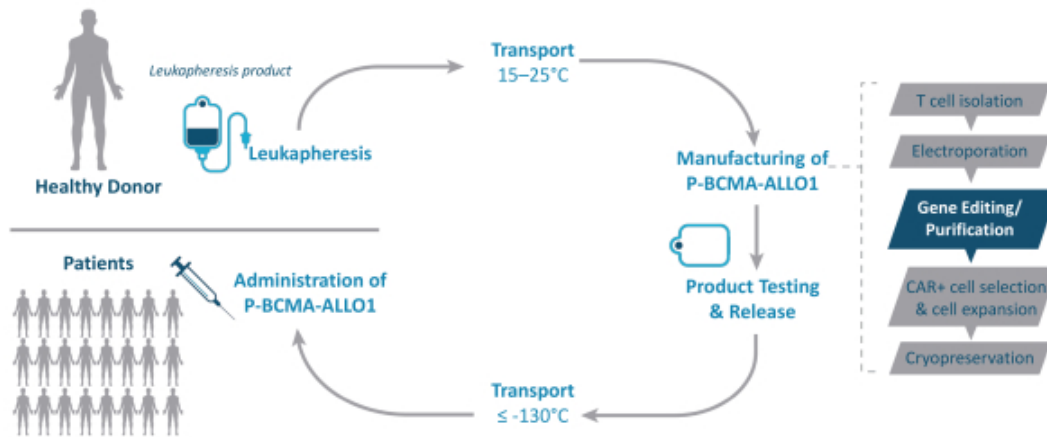 Leukapheresis product
Leukapheresis
Healthy Donor
Transport
15–25°C
Manufacturing of
P-BCMA-ALLO1
T cell isolation
Electroporation
Gene Editing/
Purification
CAR+ cell selection
& cell expansion
Cryopreservation
Product Testing
& Release
Transport
≤ -130°C
Administration of
P-BCMA-ALLO1
Patients